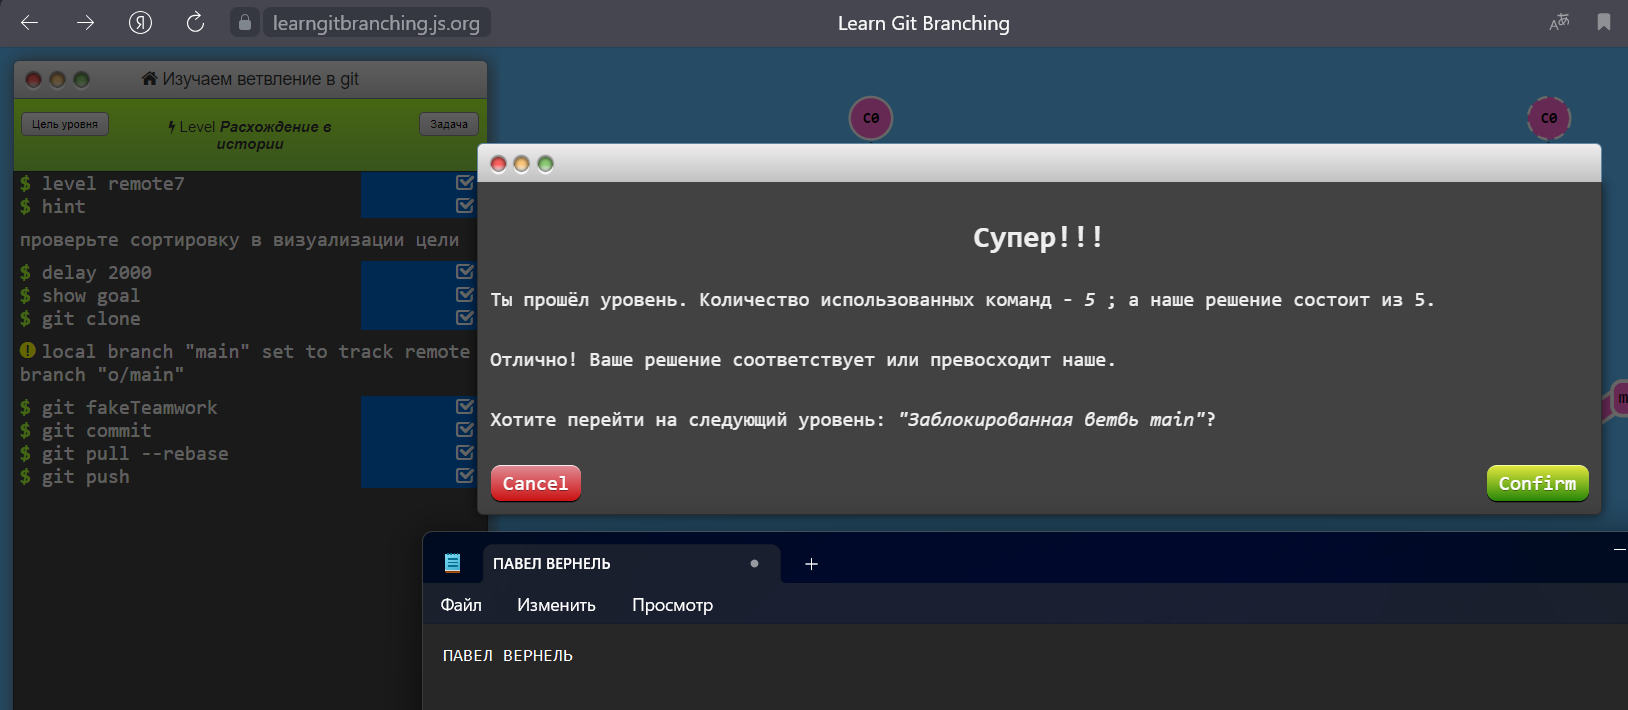 learngitbranching.js.org
Learn Git Branching
Изучаем ветвление в git
Цель уровня
Level Расхождение в
истории
Задача
C0
C0
$ level remote7
$ hint
проверьте сортировку в визуализации цели
$ delay 2000
$ show goal
$ git clone
local branch "main" set to track remote
branch "o/main"
$ git fakeTeamwork
$ git commit
$ git pull --rebase
$ git push
Супер!!!
Ты прошёл уровень. Количество использованных команд - 5 ; а наше решение состоит из 5.
Отлично! Ваше решение соответствует или превосходит наше.
Хотите перейти на следующий уровень: "Заблокированная ветвь main"?
Cancel
Confirm
ПАВЕЛ ВЕРНЕЛЬ
Файл
Изменить
Просмотр
ПАВЕЛ ВЕРНЕЛЬ